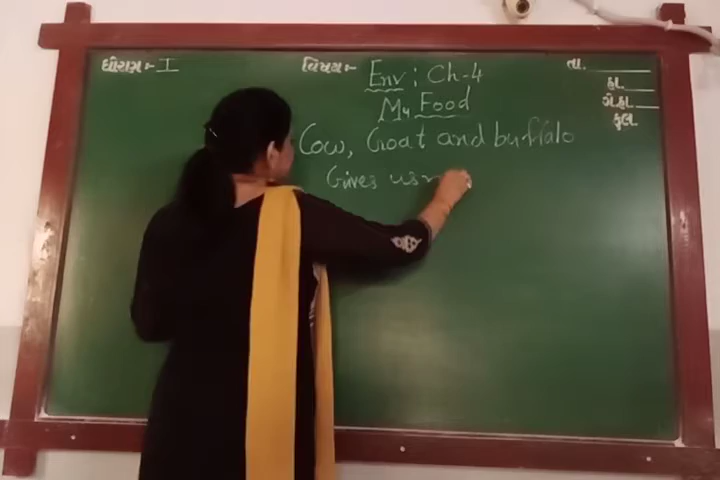 ધોરણ:- I
વિષય:- Env : Ch-4
My Food
Cow, Goat and buffalo
Gives us
તા.
હા.
ગે.હા.
કુલ.